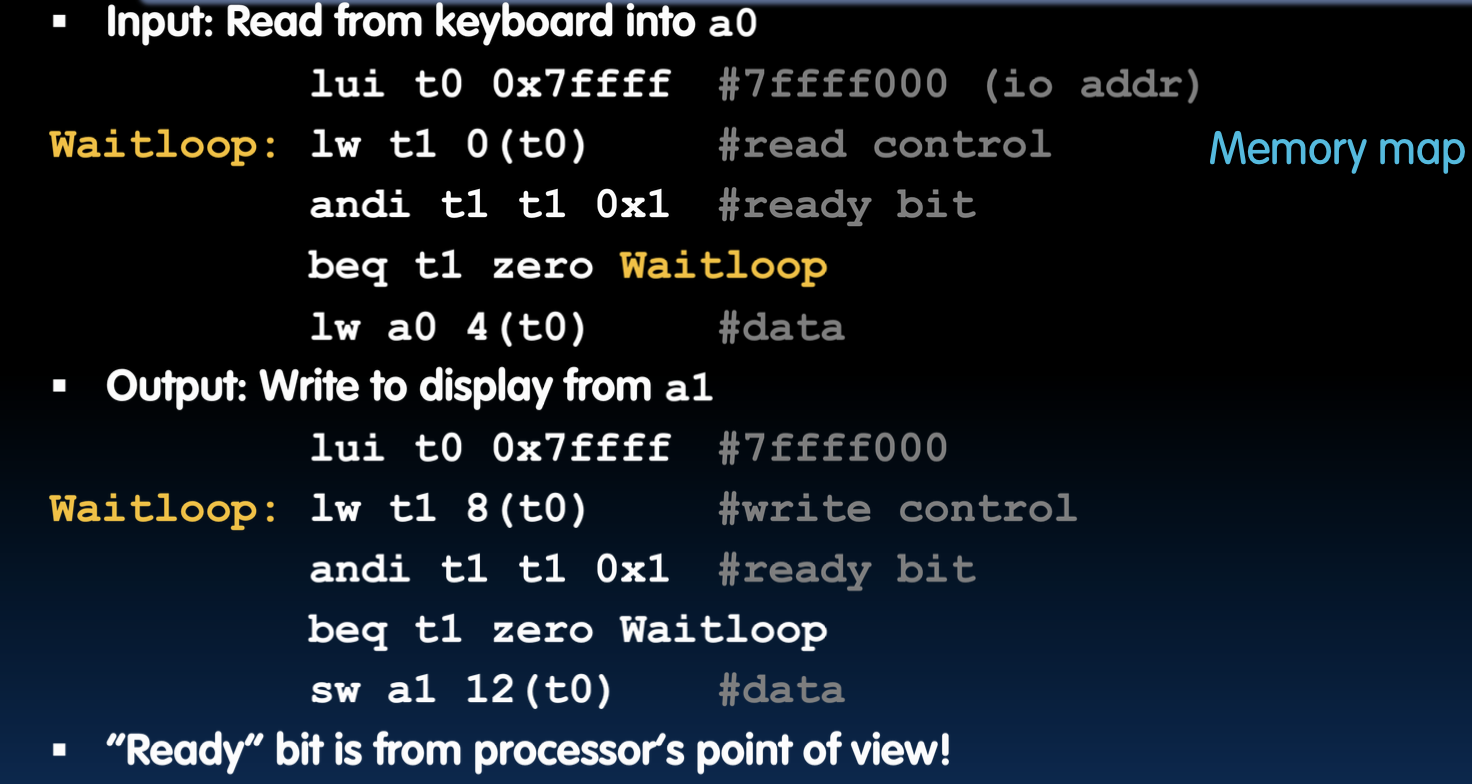 ▪ Input: Read from keyboard into a0
lui t0 0x7ffff #7ffff000 (io addr)
Waitloop: lw t1 0(t0) #read control Memory map
andi t1 t1 0x1 #ready bit
beq t1 zero Waitloop
lw a0 4(t0) #data
▪ Output: Write to display from a1
lui t0 0x7ffff #7ffff000
Waitloop: lw t1 8(t0) #write control
andi t1 t1 0x1 #ready bit
beq t1 zero Waitloop
sw a1 12(t0) #data
▪ “Ready” bit is from processor’s point of view!